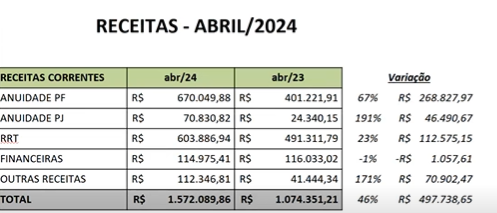 RECEITAS - ABRIL/2024
RECEITAS CORRENTES abr/24 abr/23 Variação
ANUIDADE PF R$ 670.049,88 R$ 401.221,91 67% R$ 268.827,97
ANUIDADE PJ R$ 70.830,82 R$ 24.340,15 191% R$ 46.490,67
RRT R$ 603.886,94 R$ 491.311,79 23% R$ 112.575,15
FINANCEIRAS R$ 114.975,41 R$ 116.033,02 -1% -R$ 1.057,61
OUTRAS RECEITAS R$ 112.346,81 R$ 41.444,34 171% R$ 70.902,47
TOTAL R$ 1.572.089,86 R$ 1.074.351,21 46% R$ 497.738,65